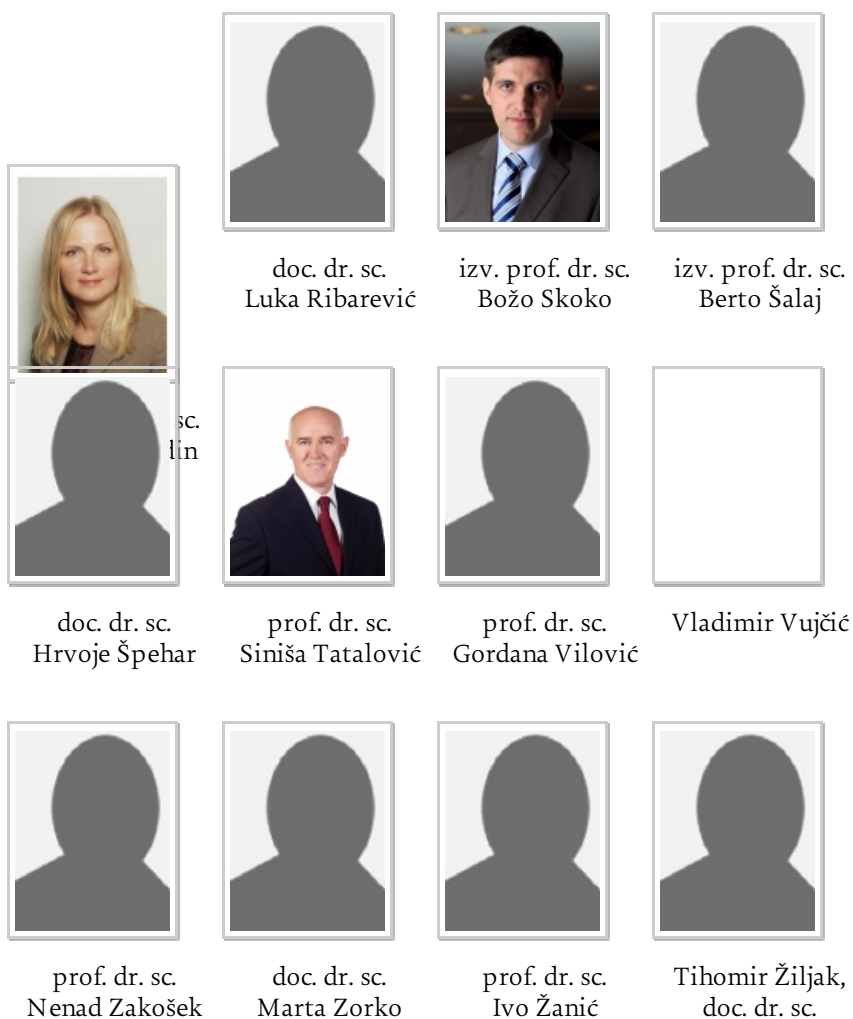 doc. dr. sc.
Luka Ribarević
izv. prof. dr. sc.
Božo Skoko
izv. prof. dr. sc.
Berto Šalaj
sc.
doc. dr. sc.
Hrvoje Špehar
prof. dr. sc.
Siniša Tatalović
prof. dr. sc.
Gordana Vilović
Vladimir Vujčić
prof. dr. sc.
Nenad Zakošek
doc. dr. sc.
Marta Zorko
prof. dr. sc.
Ivo Žanić
Tihomir Žiljak,
doc. dr. sc.